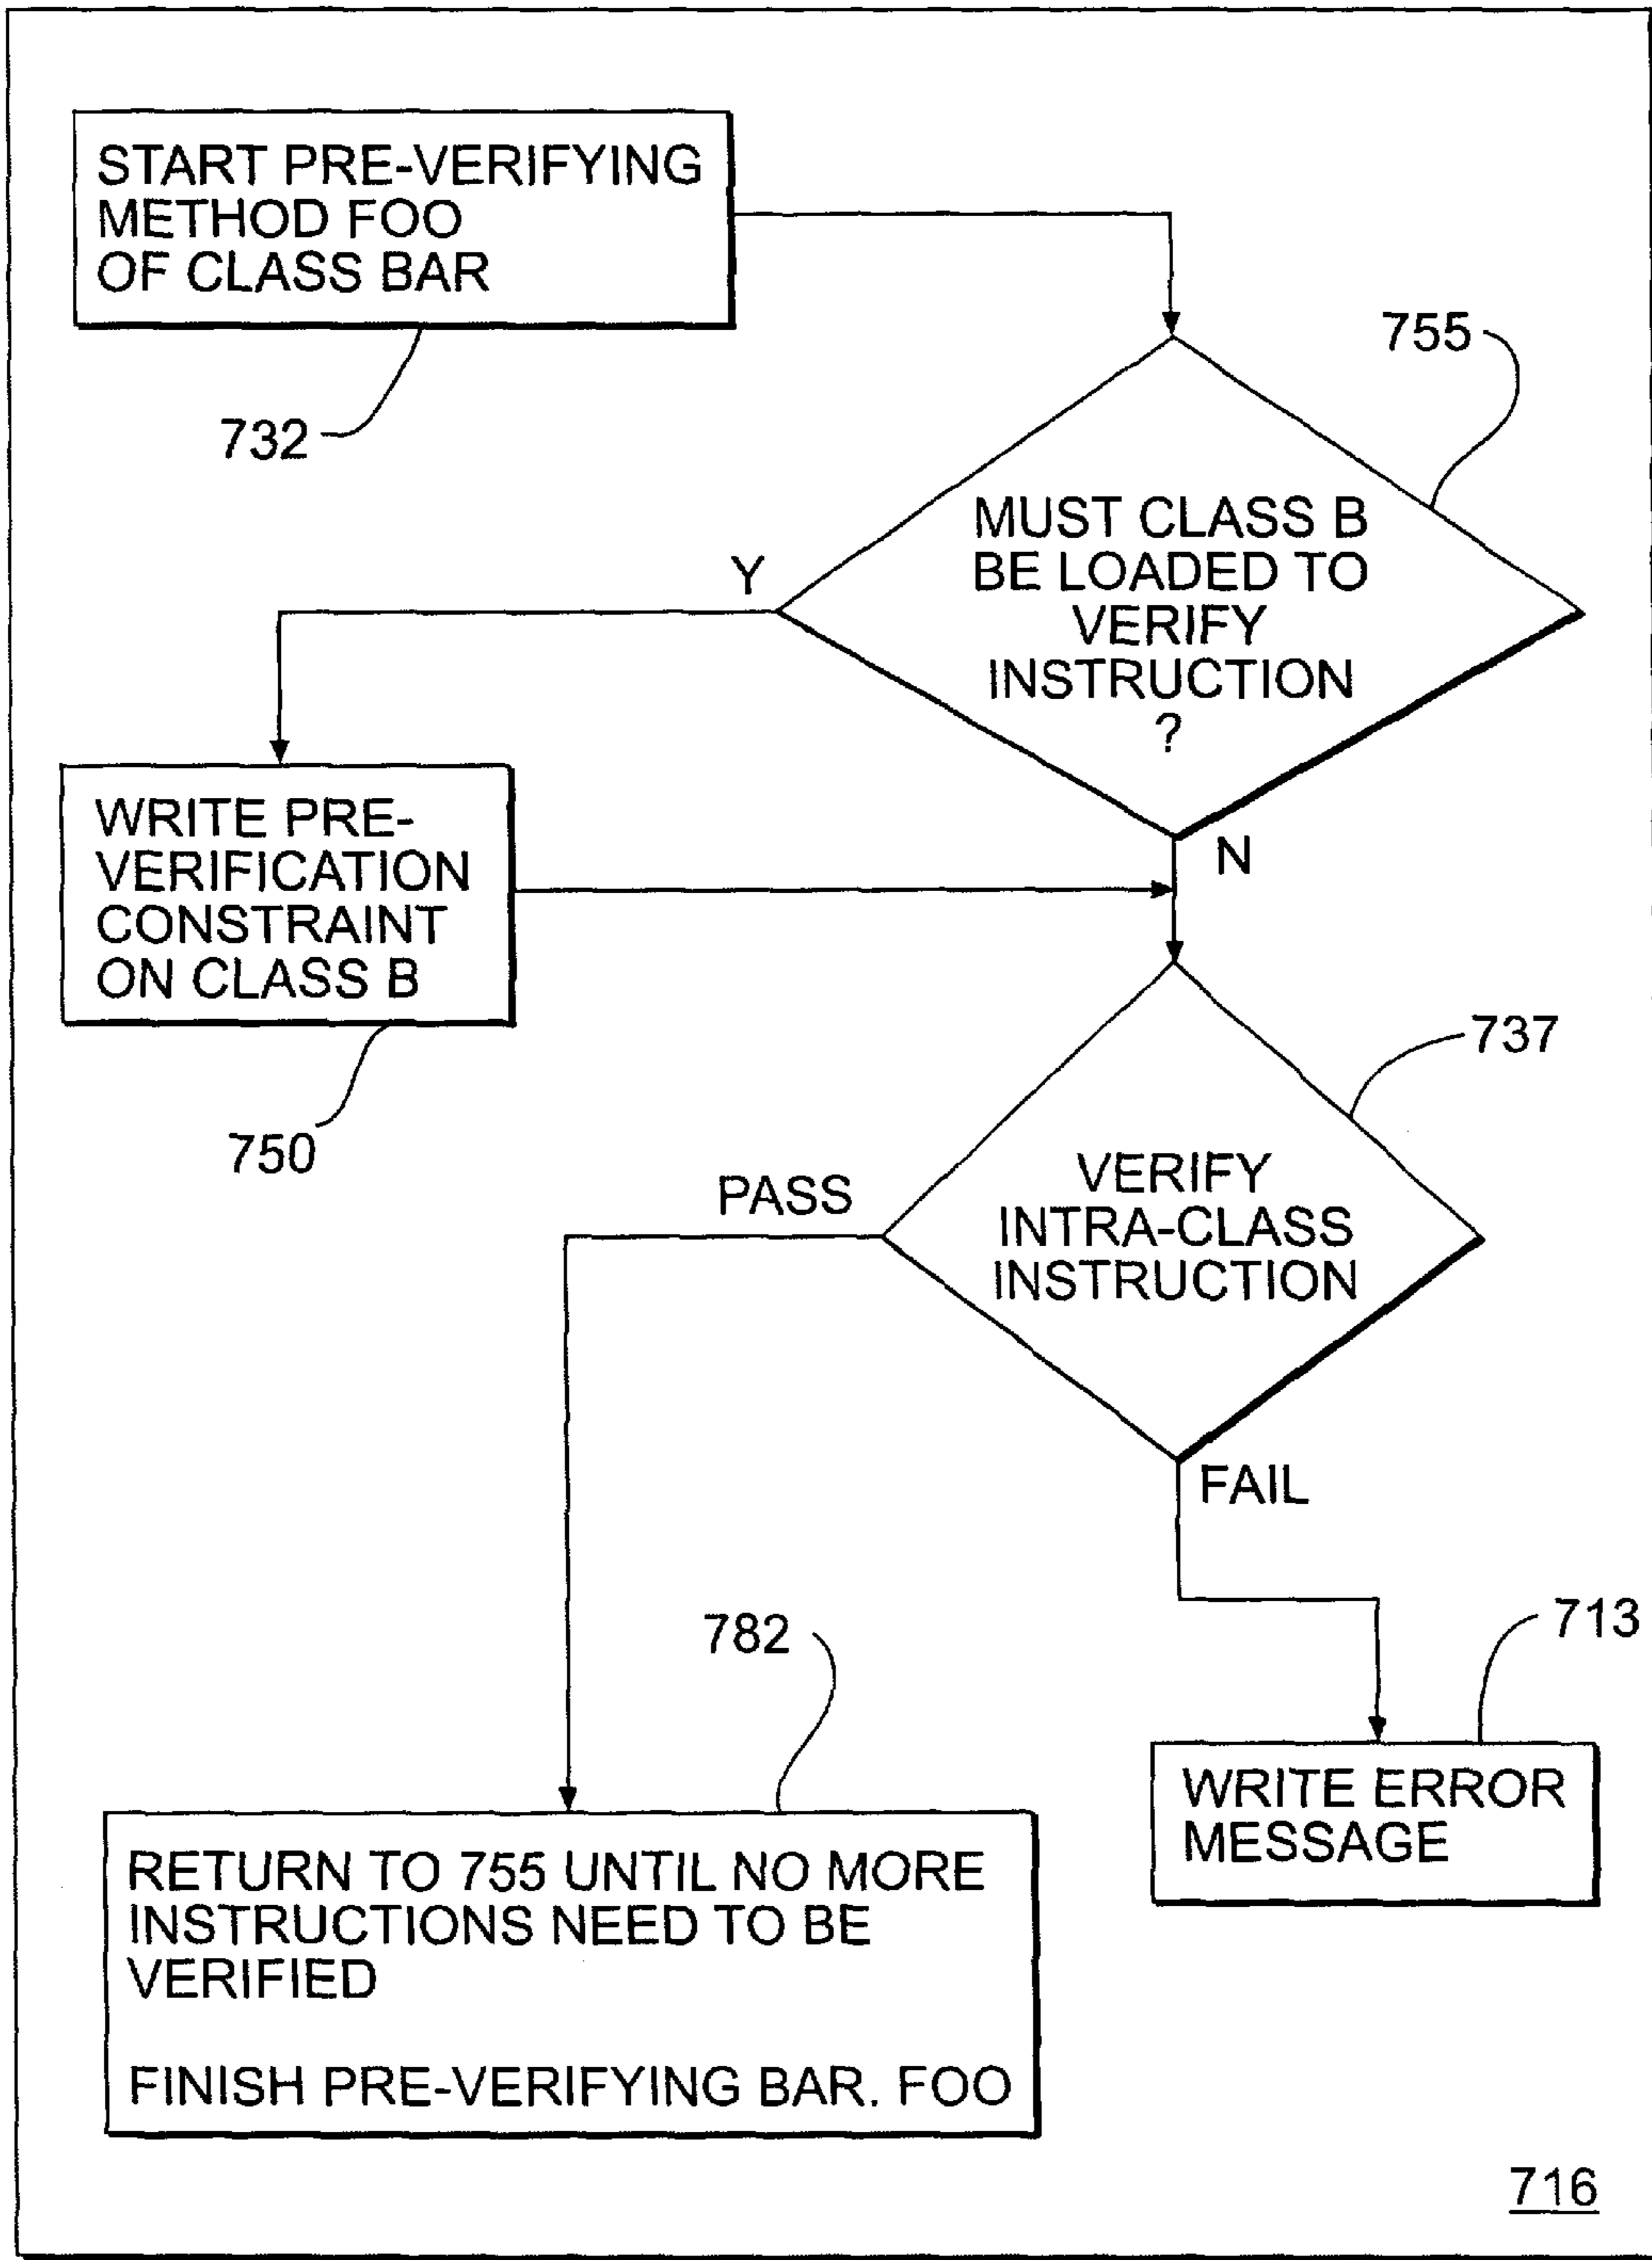 START PRE-VERIFYING
METHOD FOO
OF CLASS BAR
732
755
MUST CLASS B
BE LOADED TO
VERIFY
INSTRUCTION
?
Y
N
WRITE PRE-
VERIFICATION
CONSTRAINT
ON CLASS B
750
737
VERIFY
INTRA-CLASS
INSTRUCTION
PASS
FAIL
782
713
WRITE ERROR
MESSAGE
RETURN TO 755 UNTIL NO MORE
INSTRUCTIONS NEED TO BE
VERIFIED
FINISH PRE-VERIFYING BAR. FOO
716